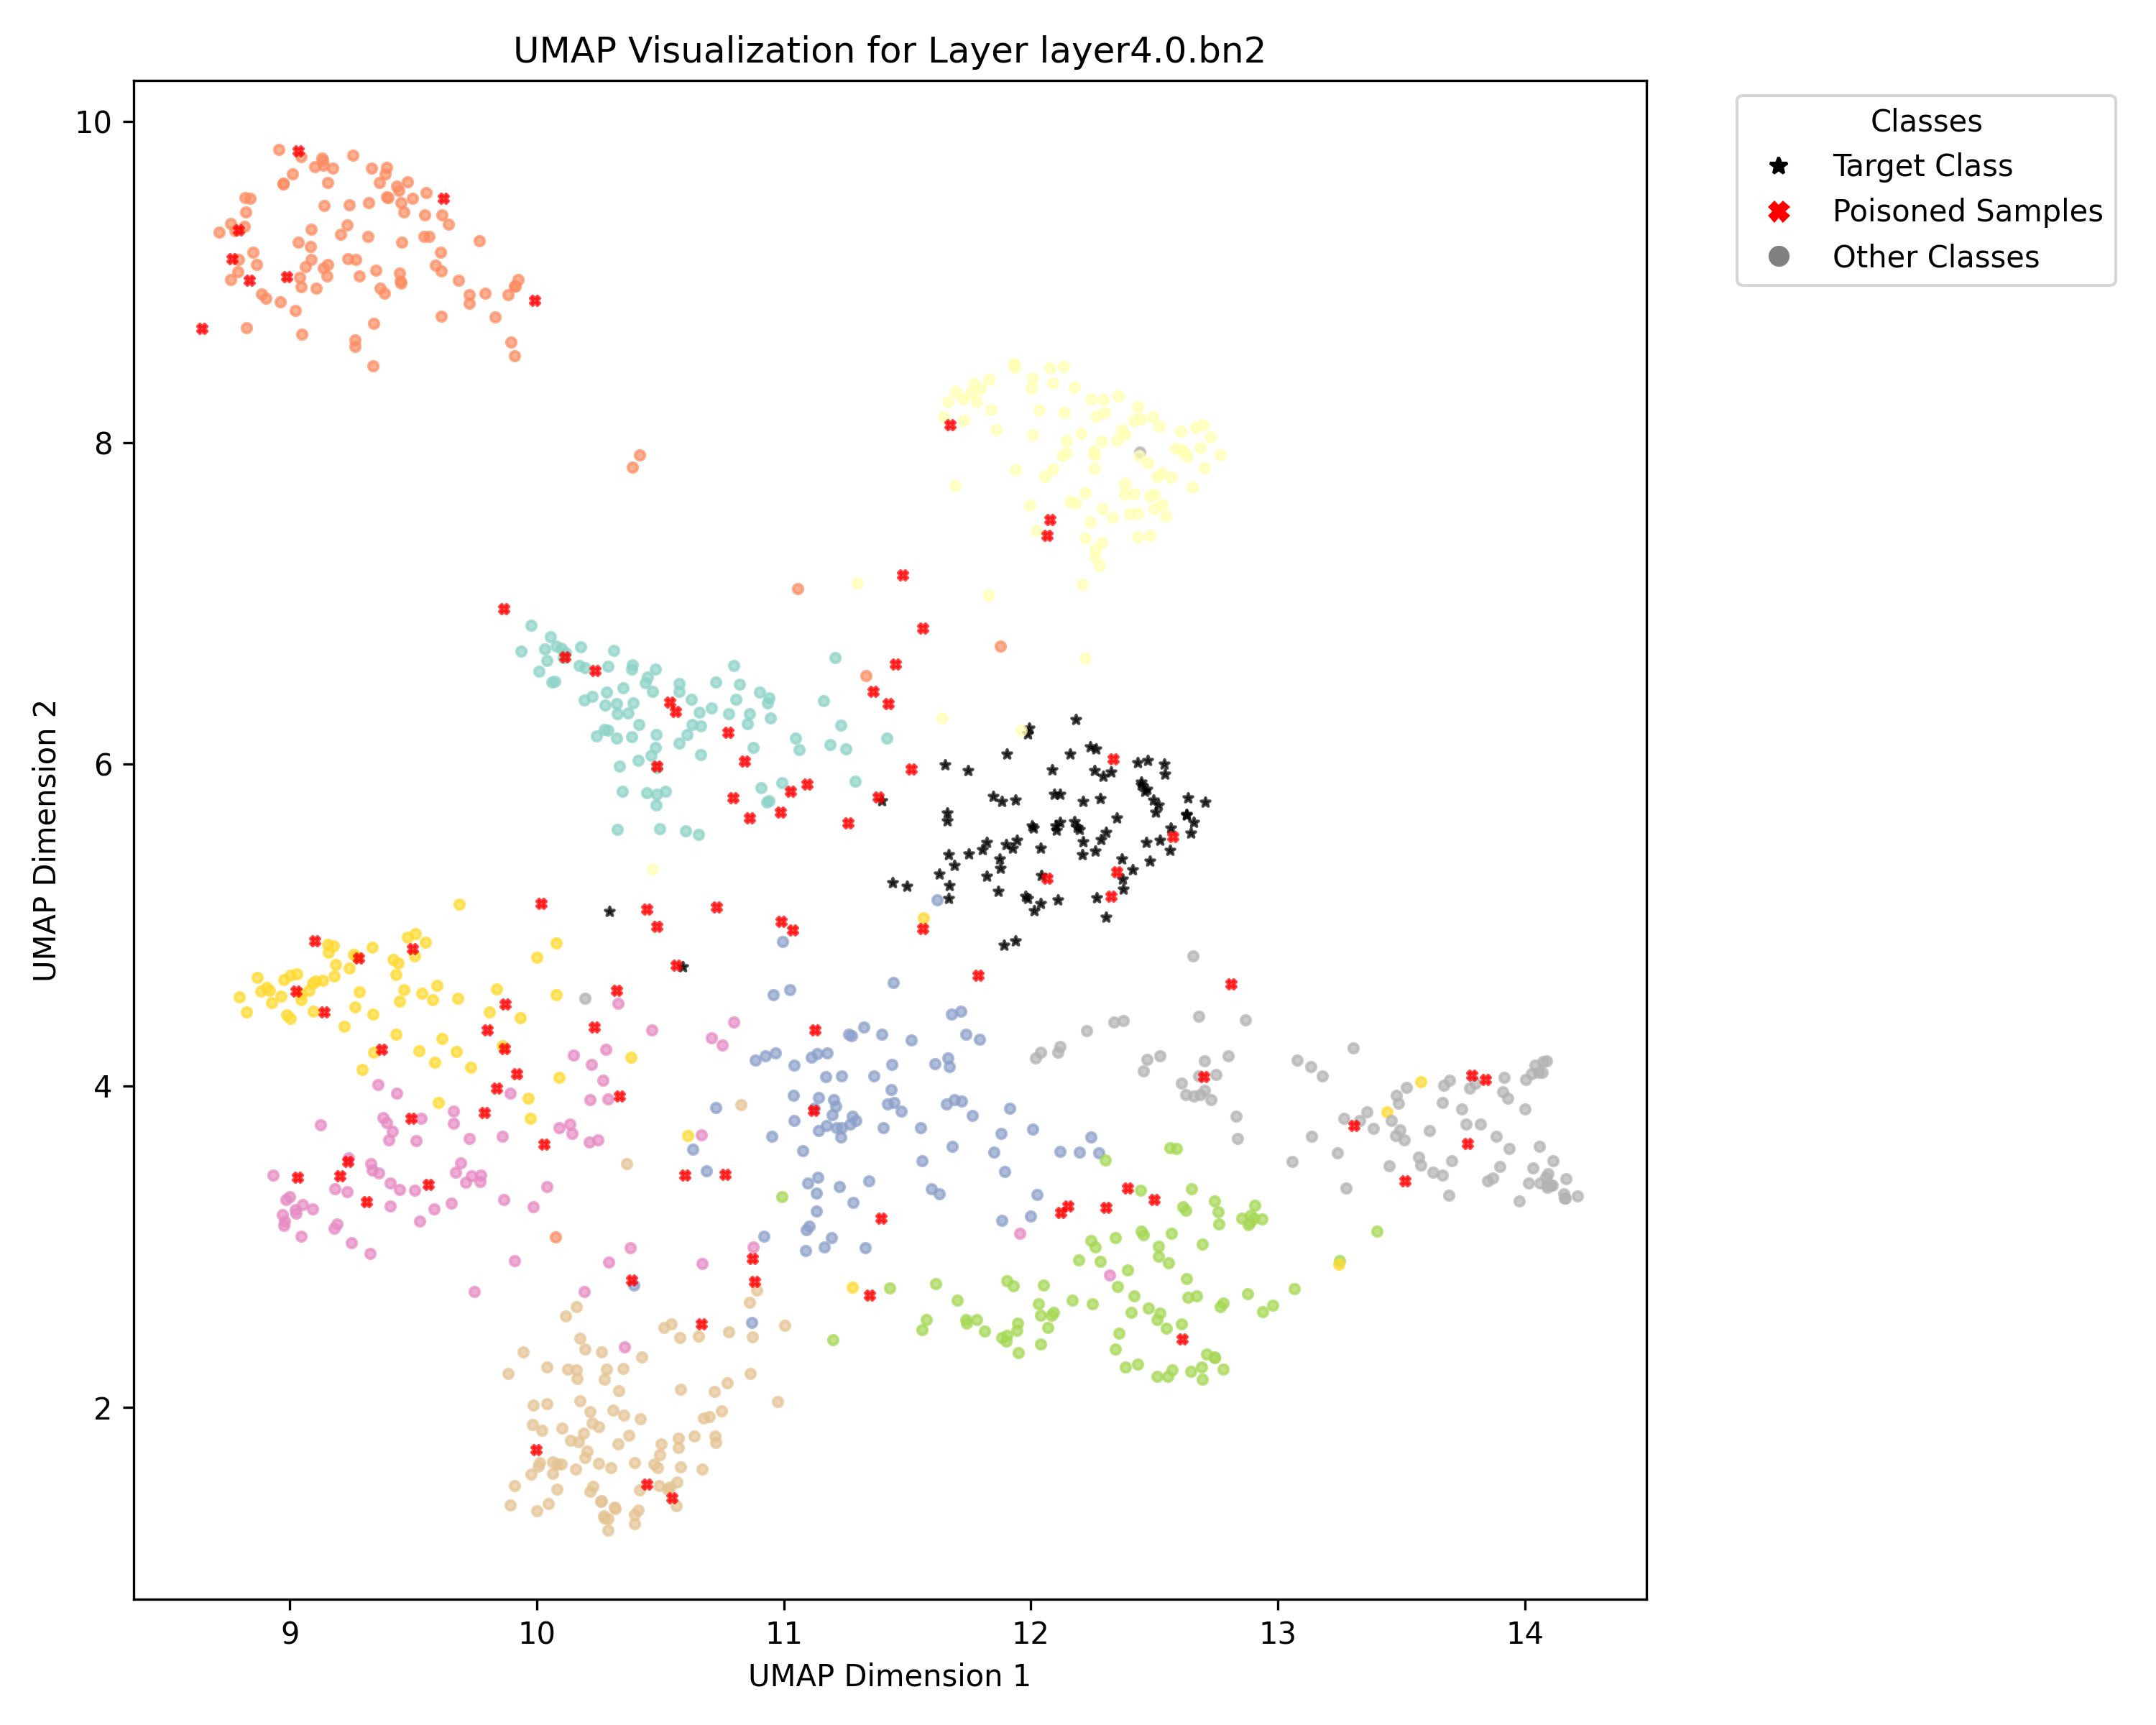 UMAP Visualization for Layer layer4.0.bn2
Classes
Target Class
Poisoned Samples
Other Classes
10
8
6
4
2
UMAP Dimension 2
9 10 11 12 13 14
UMAP Dimension 1